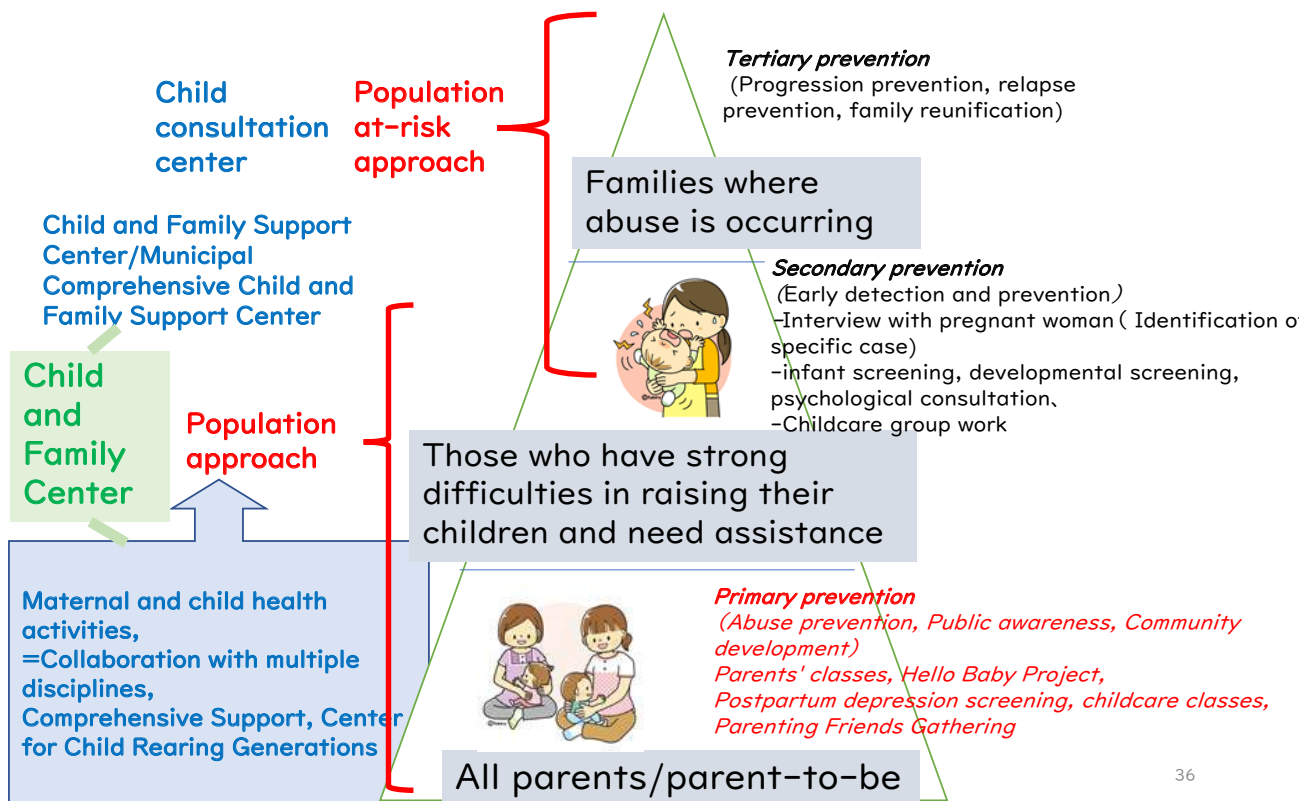 Child
consultation
center
Population
at-risk
approach
Tertiary prevention
(Progression prevention, relapse
prevention, family reunification)
Families where
abuse is occurring
Child and Family Support
Center/Municipal
Comprehensive Child and
Family Support Center
Secondary prevention
(Early detection and prevention)
-Interview with pregnant woman ( Identification of
specific case)
-infant screening, developmental screening,
psychological consultation、
-Childcare group work
Child
and
Family
Center
Population
approach
Those who have strong
difficulties in raising their
children and need assistance
Maternal and child health
activities,
=Collaboration with multiple
disciplines,
Comprehensive Support, Center
for Child Rearing Generations
Primary prevention
(Abuse prevention, Public awareness, Community
development)
Parents' classes, Hello Baby Project,
Postpartum depression screening, childcare classes,
Parenting Friends Gathering
All parents/parent-to-be
36